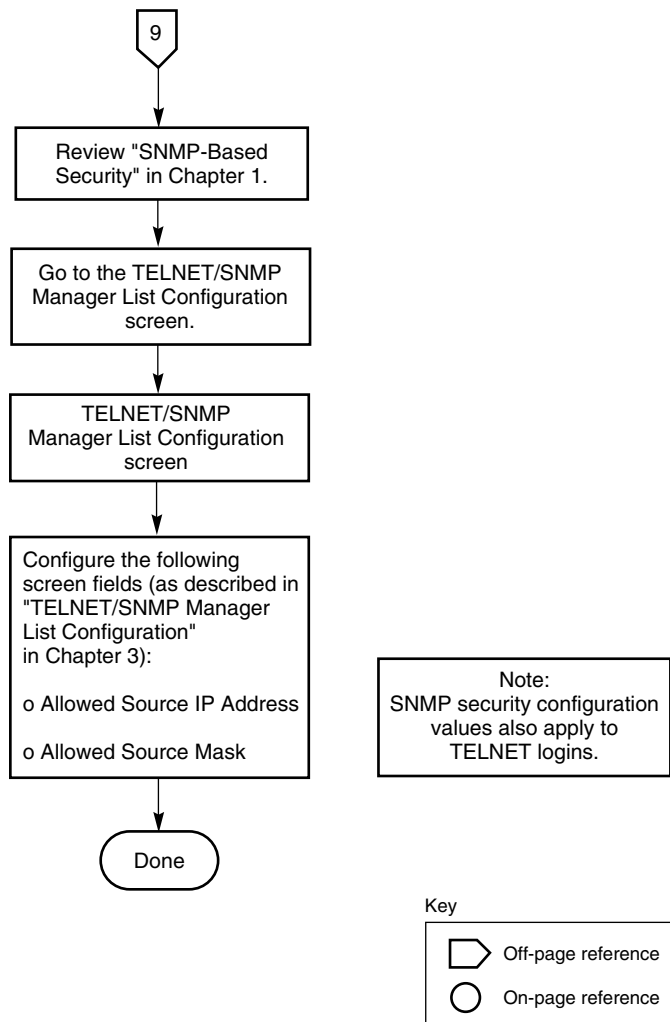 9
Review "SNMP-Based
Security" in Chapter 1.
Go to the TELNET/SNMP
Manager List Configuration
screen.
TELNET/SNMP
Manager List Configuration
screen
Configure the following
screen fields (as described in
"TELNET/SNMP Manager
List Configuration"
in Chapter 3):
o Allowed Source IP Address
o Allowed Source Mask
Note:
SNMP security configuration
values also apply to
TELNET logins.
Done
Key
Off-page reference
On-page reference